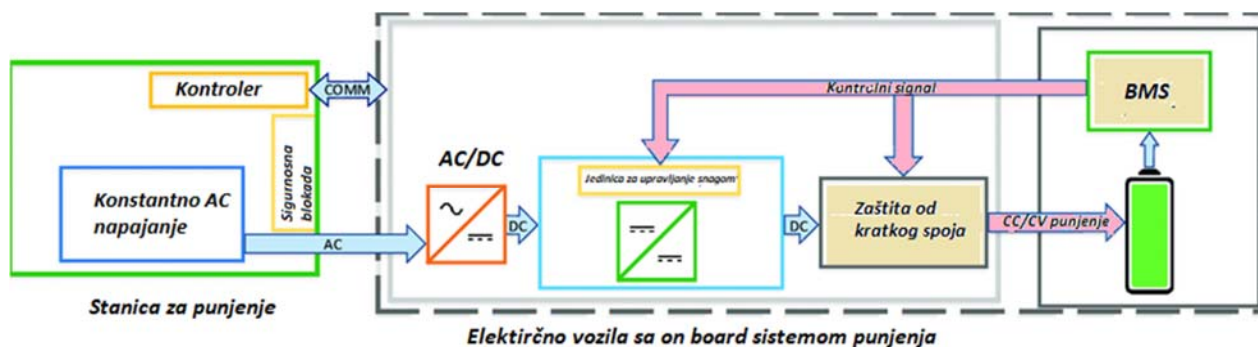 Kontroler
COMM
Sigurnosna
blokada
Konstantno AC
napajanje
AC
Stanica za punjenje
AC/DC
DC
Jedinica za upravljanje snagom
DC
Kontrolni signal
Zaštita od
kratkog spoja
CC/CV punjenje
BMS
Elektirčno vozila sa on board sistemom punjenja